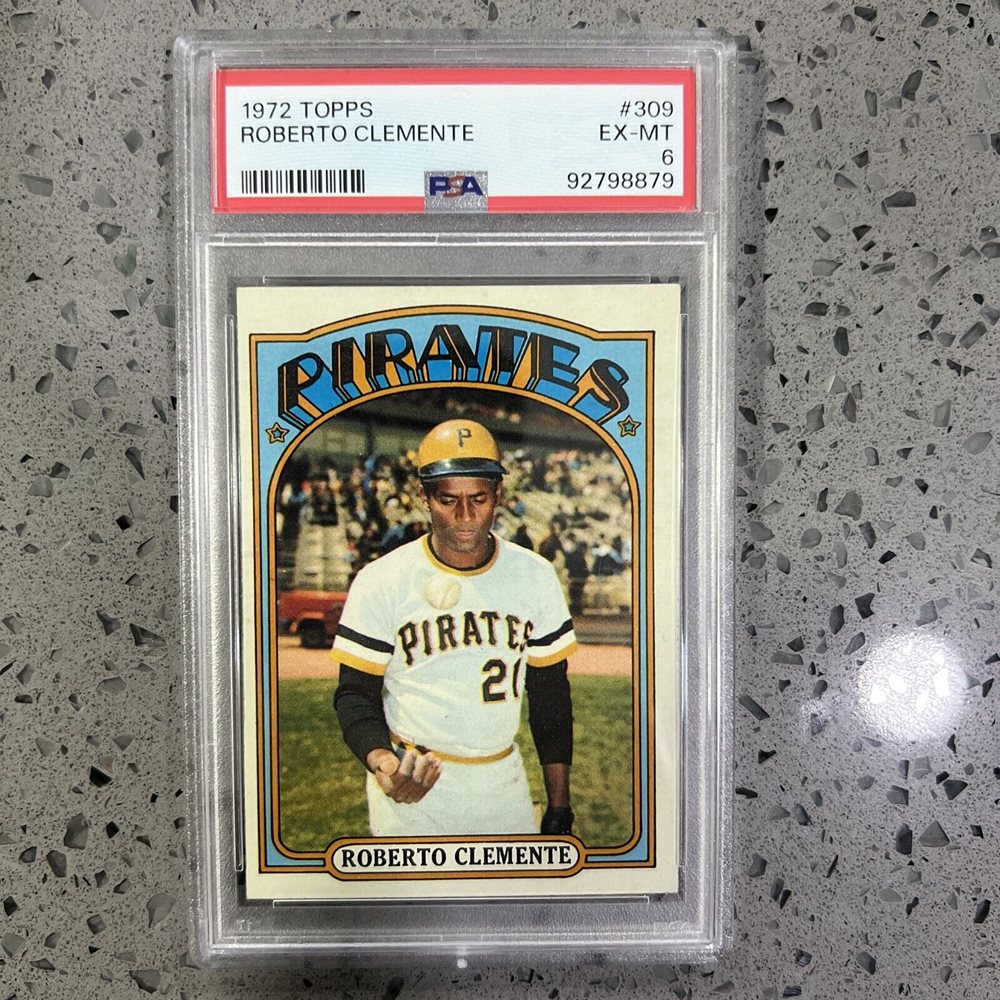 1972 TOPPS #309
ROBERTO CLEMENTE EX-MT
6
PSA 92798879
PIRATES
P
PIRATES
21
ROBERTO CLEMENTE